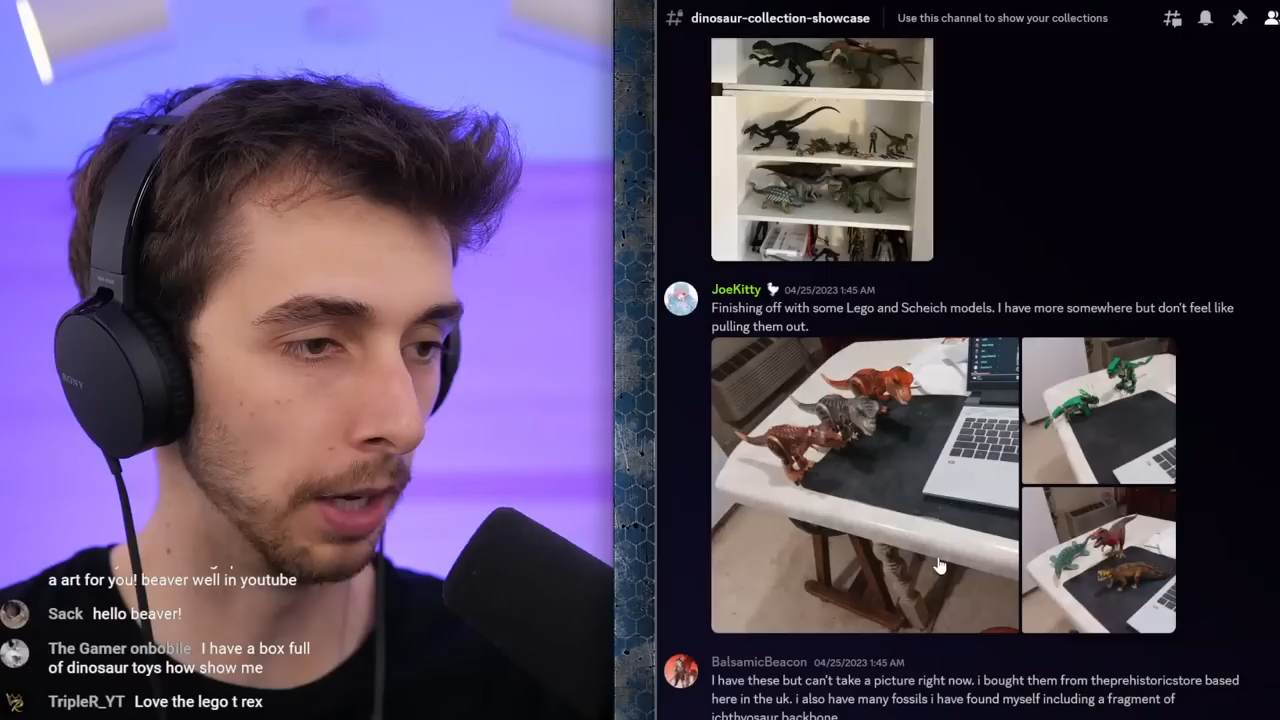 dinosaur-collection-showcase
Use this channel to show your collections
JoeKitty 04/25/2023 1:45 AM
Finishing off with some Lego and Scheich models. I have more somewhere but don't feel like
pulling them out.
SONY
a art for you! beaver well in youtube
Sack hello beaver!
The Gamer onbobile I have a box full
of dinosaur toys how show me
TripleR_YT Love the lego t rex
BalsamicBeacon 04/25/2023 1:45 AM
I have these but can't take a picture right now. i bought them from theprehistoricstore based
here in the uk. i also have many fossils i have found myself including a fragment of
ichthyosaur backbone